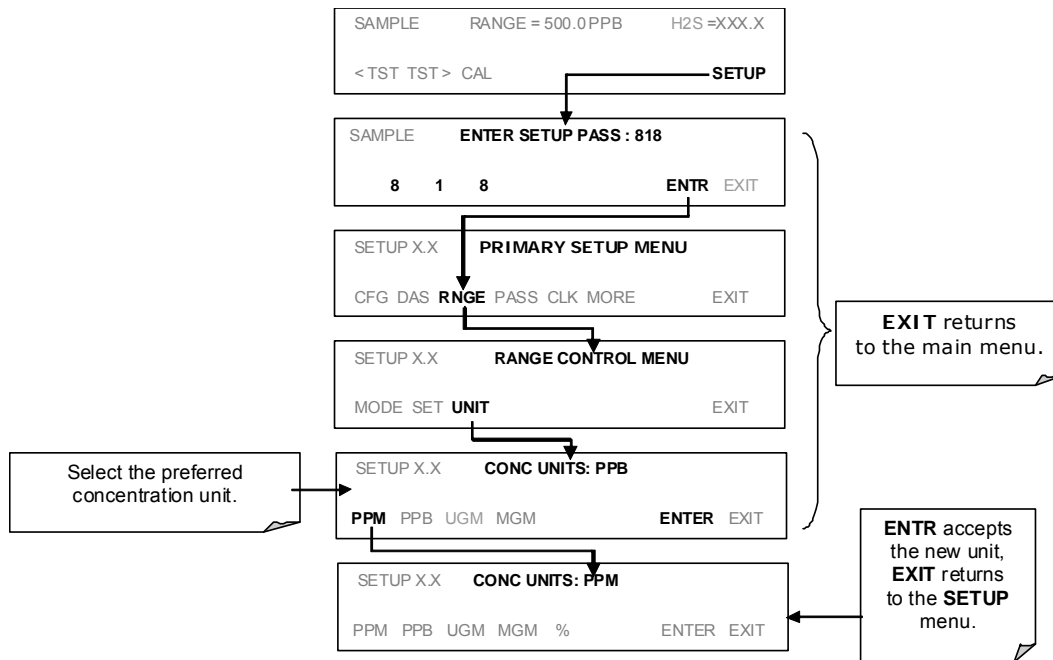 SAMPLE RANGE = 500.0 PPB H2S =XXX.X
< TST TST > CAL SETUP
SAMPLE ENTER SETUP PASS : 818
8 1 8 ENTR EXIT
SETUP X.X PRIMARY SETUP MENU
CFG DAS RNGE PASS CLK MORE EXIT
EXIT returns
to the main menu.
SETUP X.X RANGE CONTROL MENU
MODE SET UNIT EXIT
Select the preferred
concentration unit.
SETUP X.X CONC UNITS: PPB
PPM PPB UGM MGM ENTER EXIT
ENTR accepts
the new unit,
EXIT returns
to the SETUP
menu.
SETUP X.X CONC UNITS: PPM
PPM PPB UGM MGM % ENTER EXIT